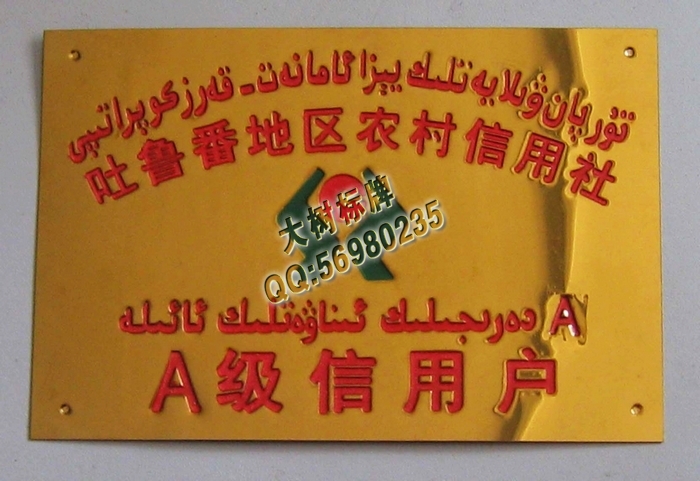 تۇرپان ۋىلايەتلىك يېزا ئامانەت - قەرز كوپىراتىپى
吐鲁番地区农村信用社
大树标牌
QQ:56980235
A دەرىجىلىك ئىناۋەتلىك ئائىلە
A级信用户